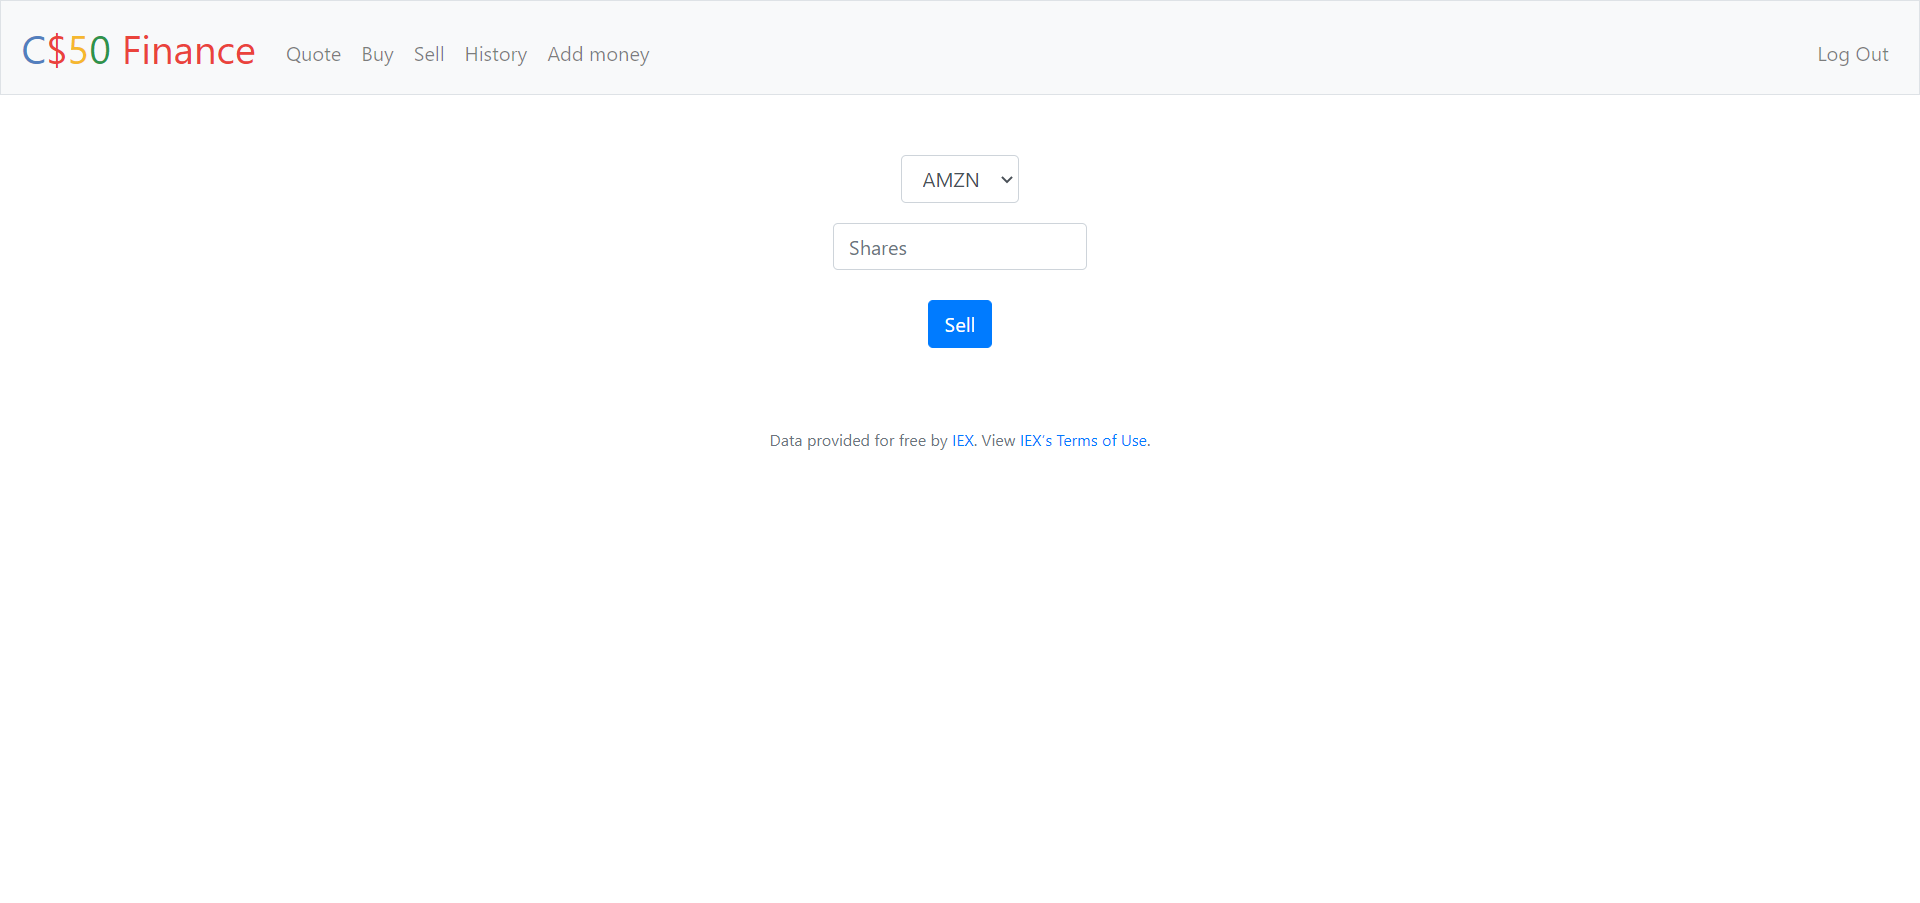 C$50 Finance Quote Buy Sell History Add money Log Out
AMZN
Shares
Sell
Data provided for free by IEX. View IEX's Terms of Use.